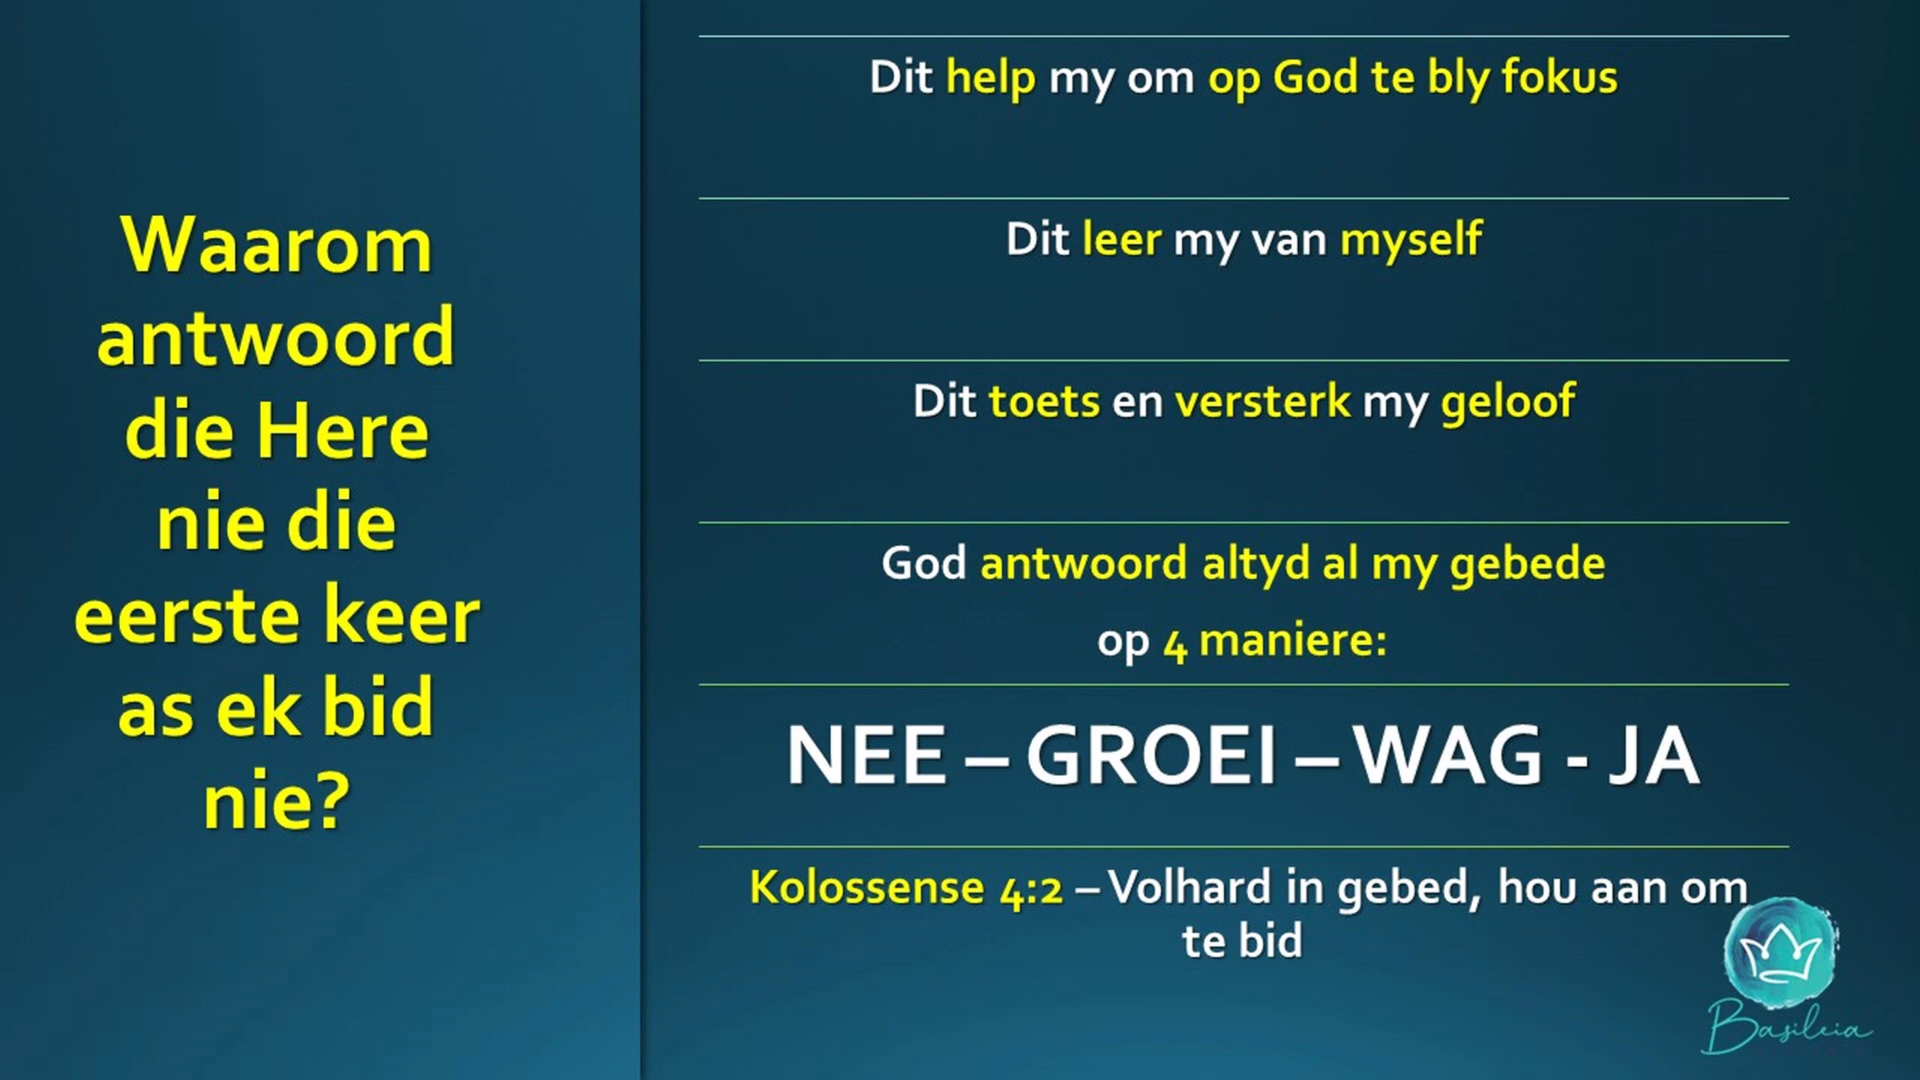 Waarom
antwoord
die Here
nie die
eerste keer
as ek bid
nie?
Dit help my om op God te bly fokus
Dit leer my van myself
Dit toets en versterk my geloof
God antwoord altyd al my gebede
op 4 maniere:
NEE – GROEI – WAG - JA
Kolossense 4:2 – Volhard in gebed, hou aan om
te bid
Basileia